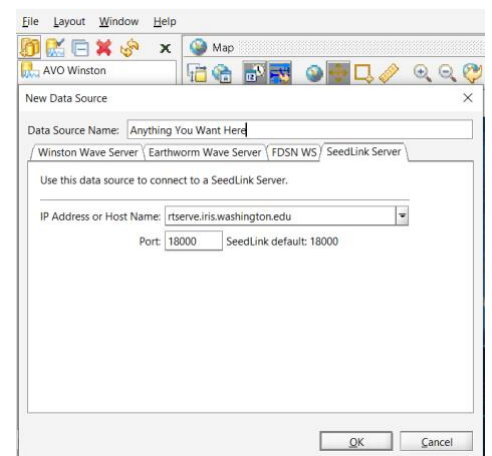 File Layout Window Help
Map
AVO Winston
New Data Source
Data Source Name: Anything You Want Here
Winston Wave Server Earthworm Wave Server FDSN WS SeedLink Server
Use this data source to connect to a SeedLink Server.
IP Address or Host Name: rtserve.iris.washington.edu
Port: 18000 SeedLink default: 18000
OK Cancel